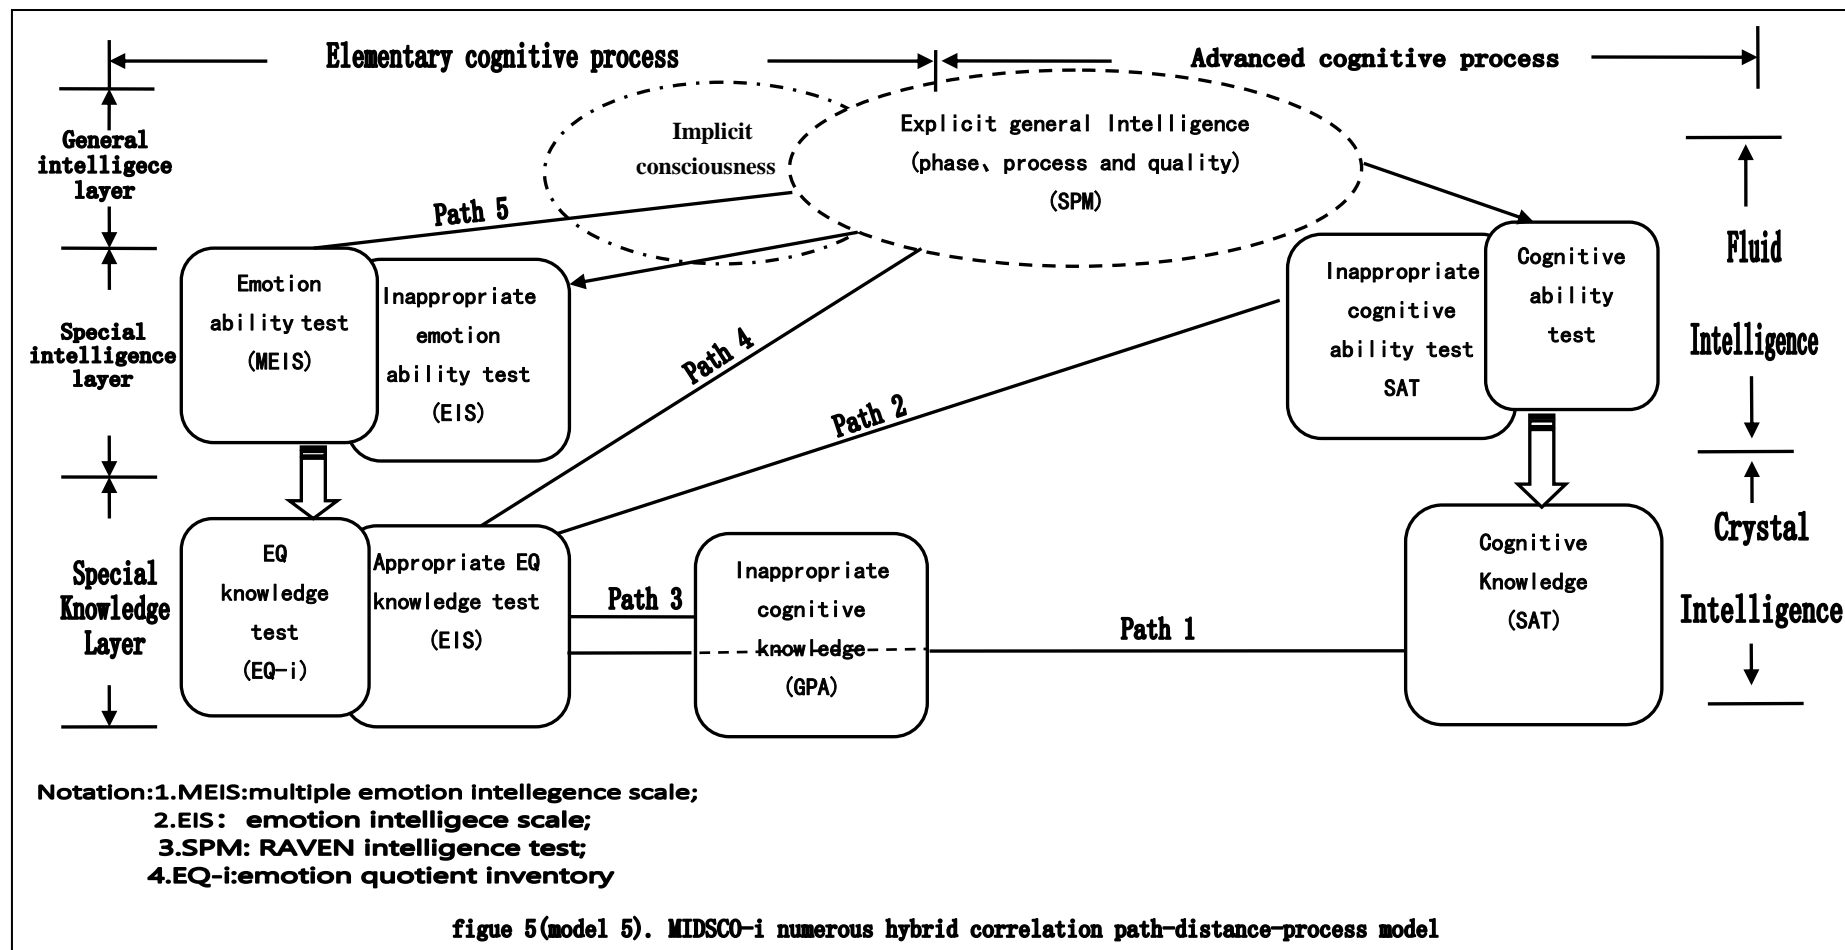 Elementary cognitive process
Advanced cognitive process
General
intelligece
layer
Implicit
consciousness
Explicit general Intelligence
(phase、process and quality)
(SPM)
Path 5
Fluid
Intelligence
Special
intelligence
layer
Emotion
ability test
(MEIS)
Inappropriate
emotion
ability test
(EIS)
Path 4
Path 2
Inappropriate
cognitive
ability test
SAT
Cognitive
ability
test
Special
Knowledge
Layer
EQ
knowledge
test
(EQ-i)
Appropriate EQ
knowledge test
(EIS)
Path 3
Inappropriate
cognitive
knowledge
(GPA)
Path 1
Cognitive
Knowledge
(SAT)
Crystal
Intelligence
Notation:1.MEIS:multiple emotion intellegence scale;
2.EIS: emotion intelligece scale;
3.SPM: RAVEN intelligence test;
4.EQ-i:emotion quotient inventory
figue 5(model 5). MIDSCO-i numerous hybrid correlation path-distance-process model